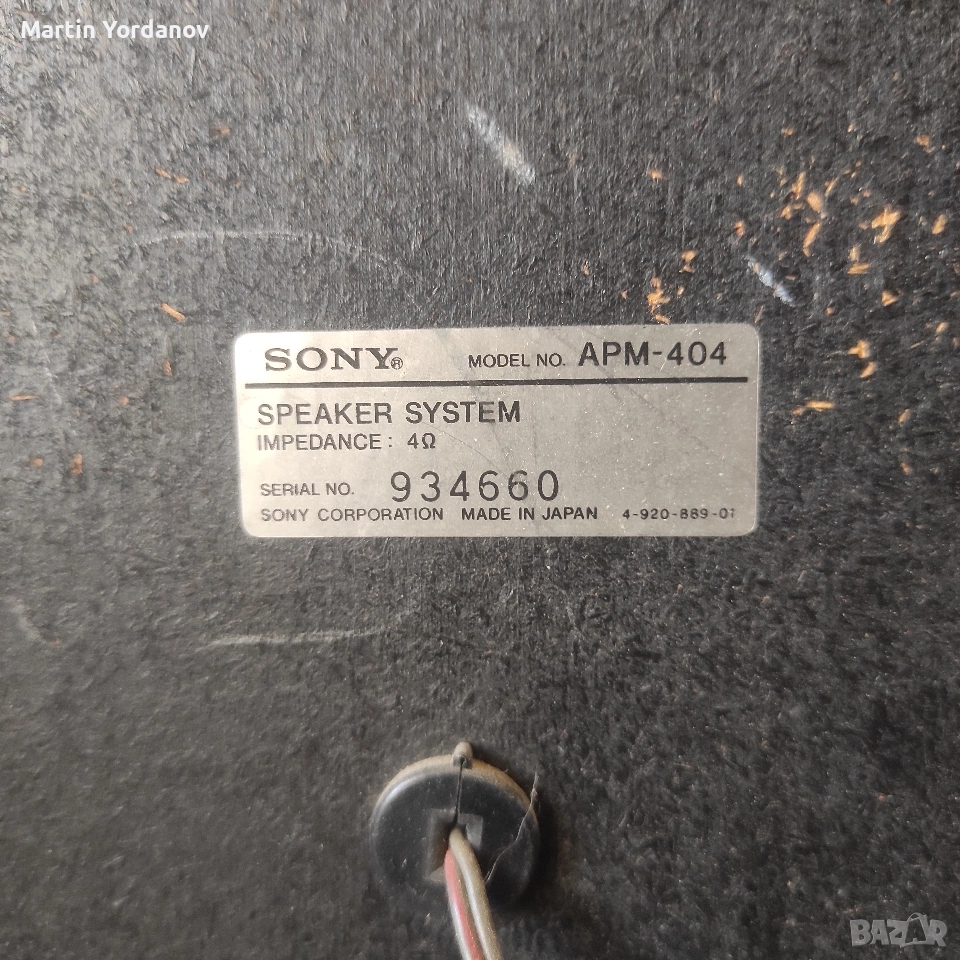 Martin Yordanov
SONY® MODEL NO. APM-404
SPEAKER SYSTEM
IMPEDANCE: 4Ω
SERIAL NO. 934660
SONY CORPORATION MADE IN JAPAN 4-920-889-01
BAZAR